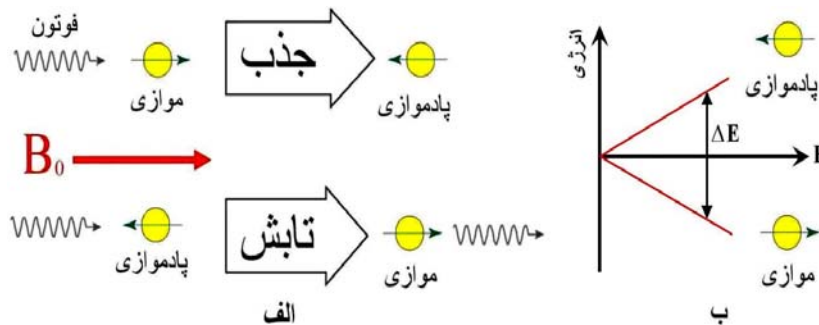 فوتون
موازی
جذب
پادموازی
B₀
پادموازی
تابش
موازی
الف
انرژی
پادموازی
ΔE
موازی
ب